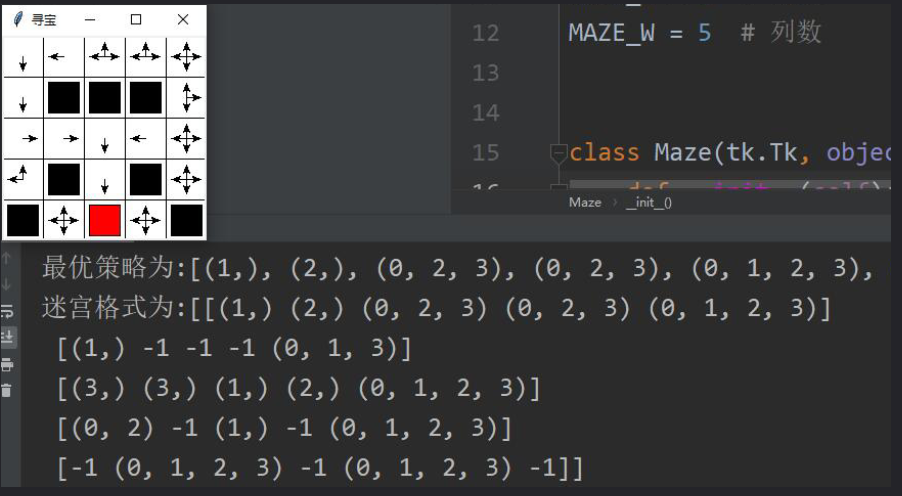 寻宝
12
MAZE_W = 5  # 列数
13
14
15
class Maze(tk.Tk, objec
Maze › __init__()
最优策略为:[(1,), (2,), (0, 2, 3), (0, 2, 3), (0, 1, 2, 3),
迷宫格式为:[[(1,) (2,) (0, 2, 3) (0, 2, 3) (0, 1, 2, 3)]
[(1,) -1 -1 -1 (0, 1, 3)]
[(3,) (3,) (1,) (2,) (0, 1, 2, 3)]
[(0, 2) -1 (1,) -1 (0, 1, 2, 3)]
[-1 (0, 1, 2, 3) -1 (0, 1, 2, 3) -1]]